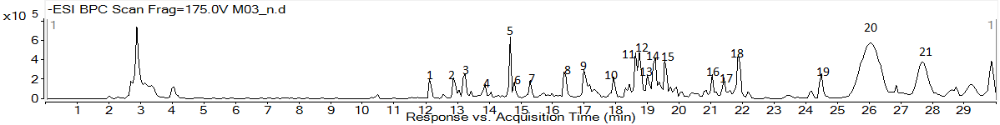 -ESI BPC Scan Frag=175.0V M03_n.d
x10 5
1 1
6
4
2
0
1 2 3 4 5 6 7 8 9 10 11 12 13 14 15 16 17 18 19 20 21
1 2 3 4 5 6 7 8 9 10 11 12 13 14 15 16 17 18 19 20 21 22 23 24 25 26 27 28 29
Response vs. Acquisition Time (min)